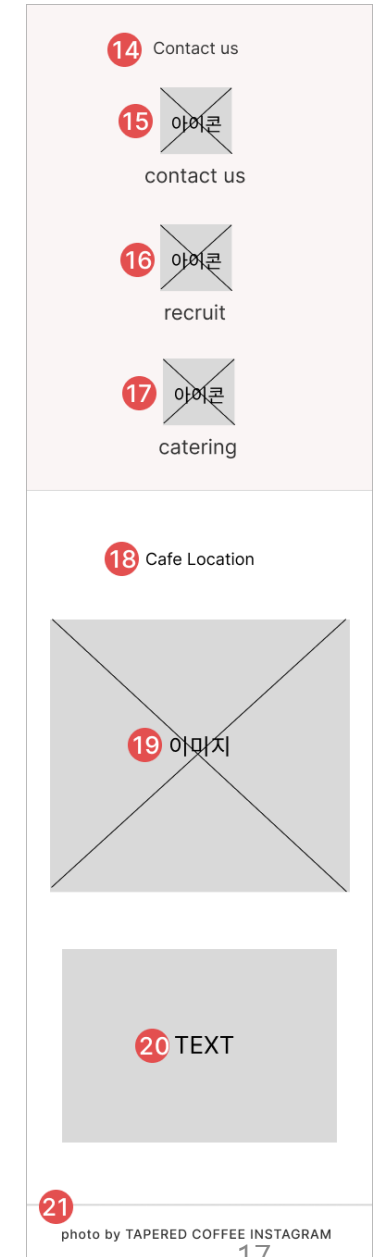 14 Contact us
15 아이콘
contact us
16 아이콘
recruit
17 아이콘
catering
18 Cafe Location
19 이미지
20 TEXT
21
photo by TAPERED COFFEE INSTAGRAM
17